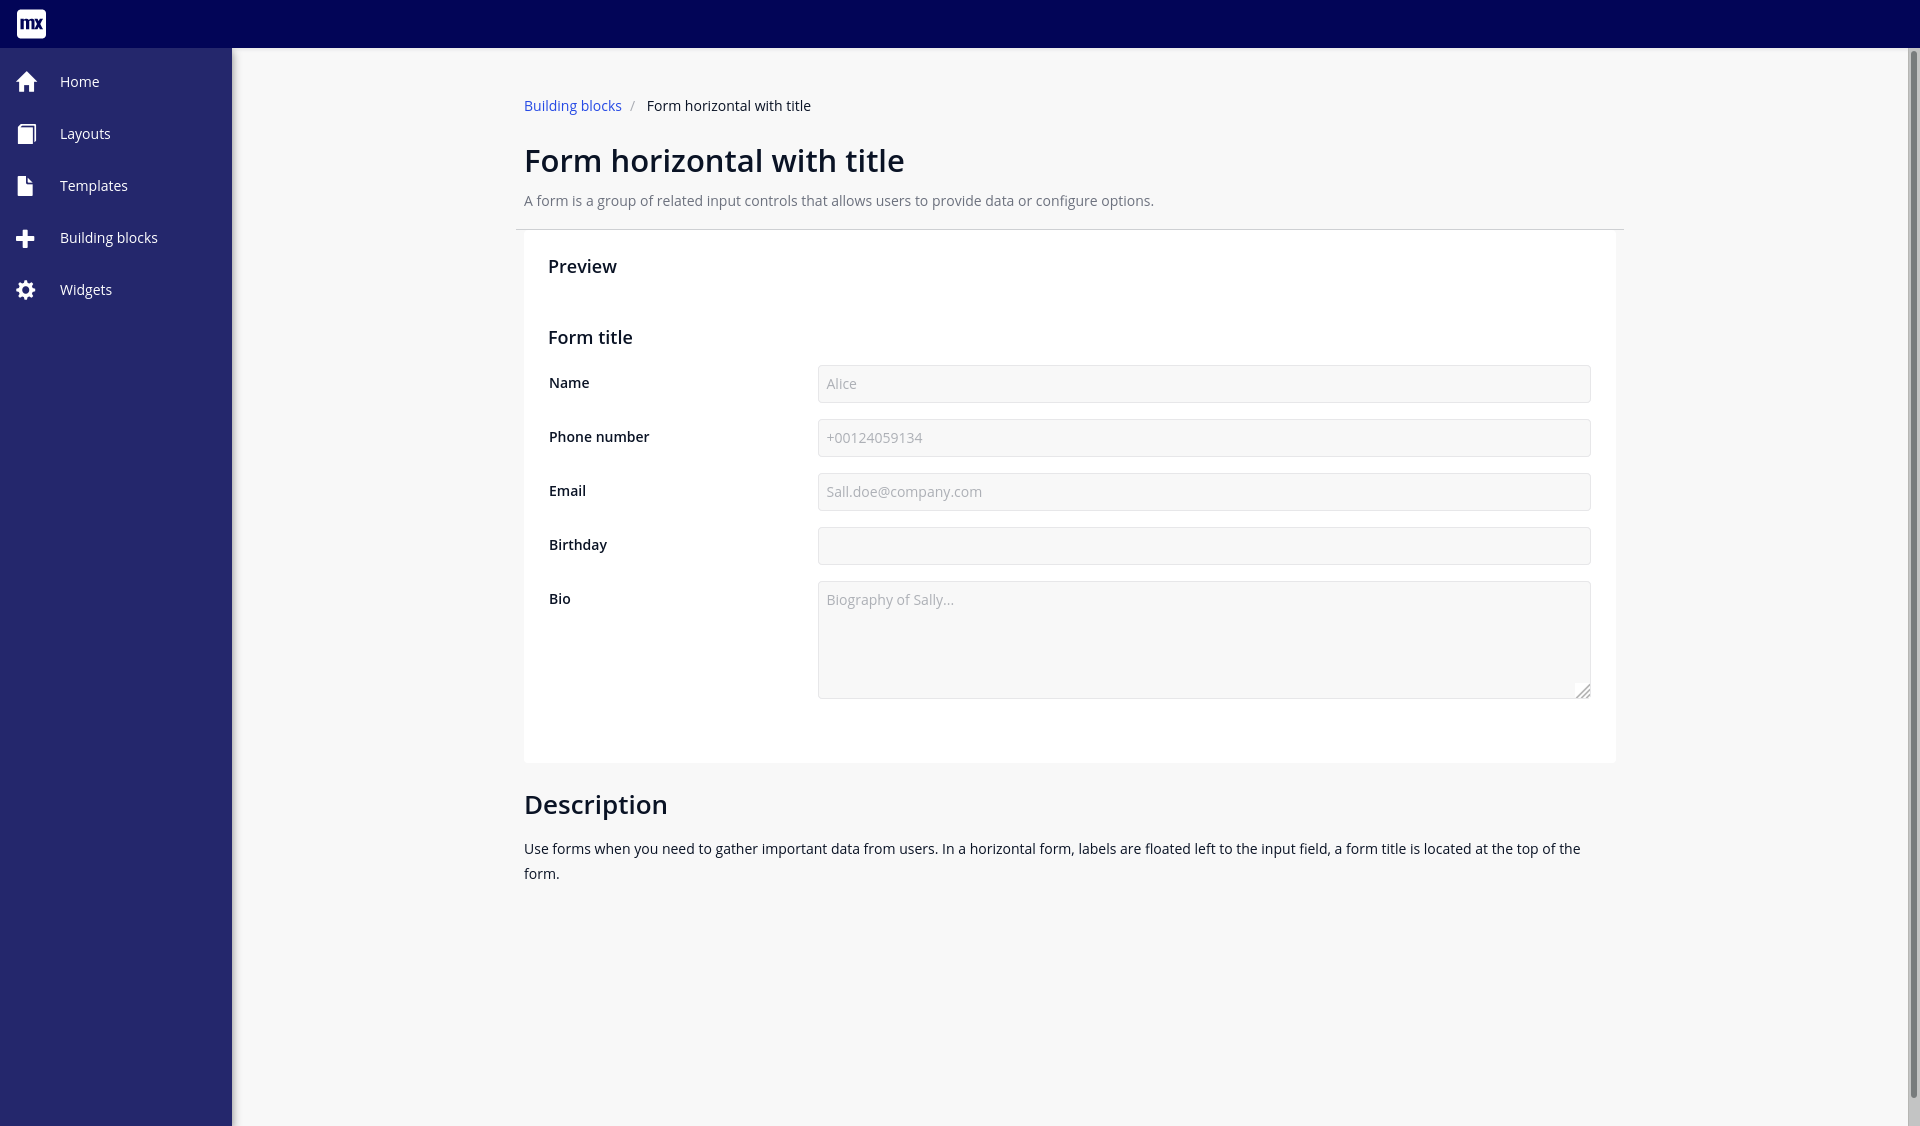 mx
Home
Layouts
Templates
Building blocks
Widgets
Building blocks / Form horizontal with title
Form horizontal with title
A form is a group of related input controls that allows users to provide data or configure options.
Preview
Form title
Name
Alice
Phone number
+00124059134
Email
Sall.doe@company.com
Birthday
Bio
Biography of Sally...
Description
Use forms when you need to gather important data from users. In a horizontal form, labels are floated left to the input field, a form title is located at the top of the
form.